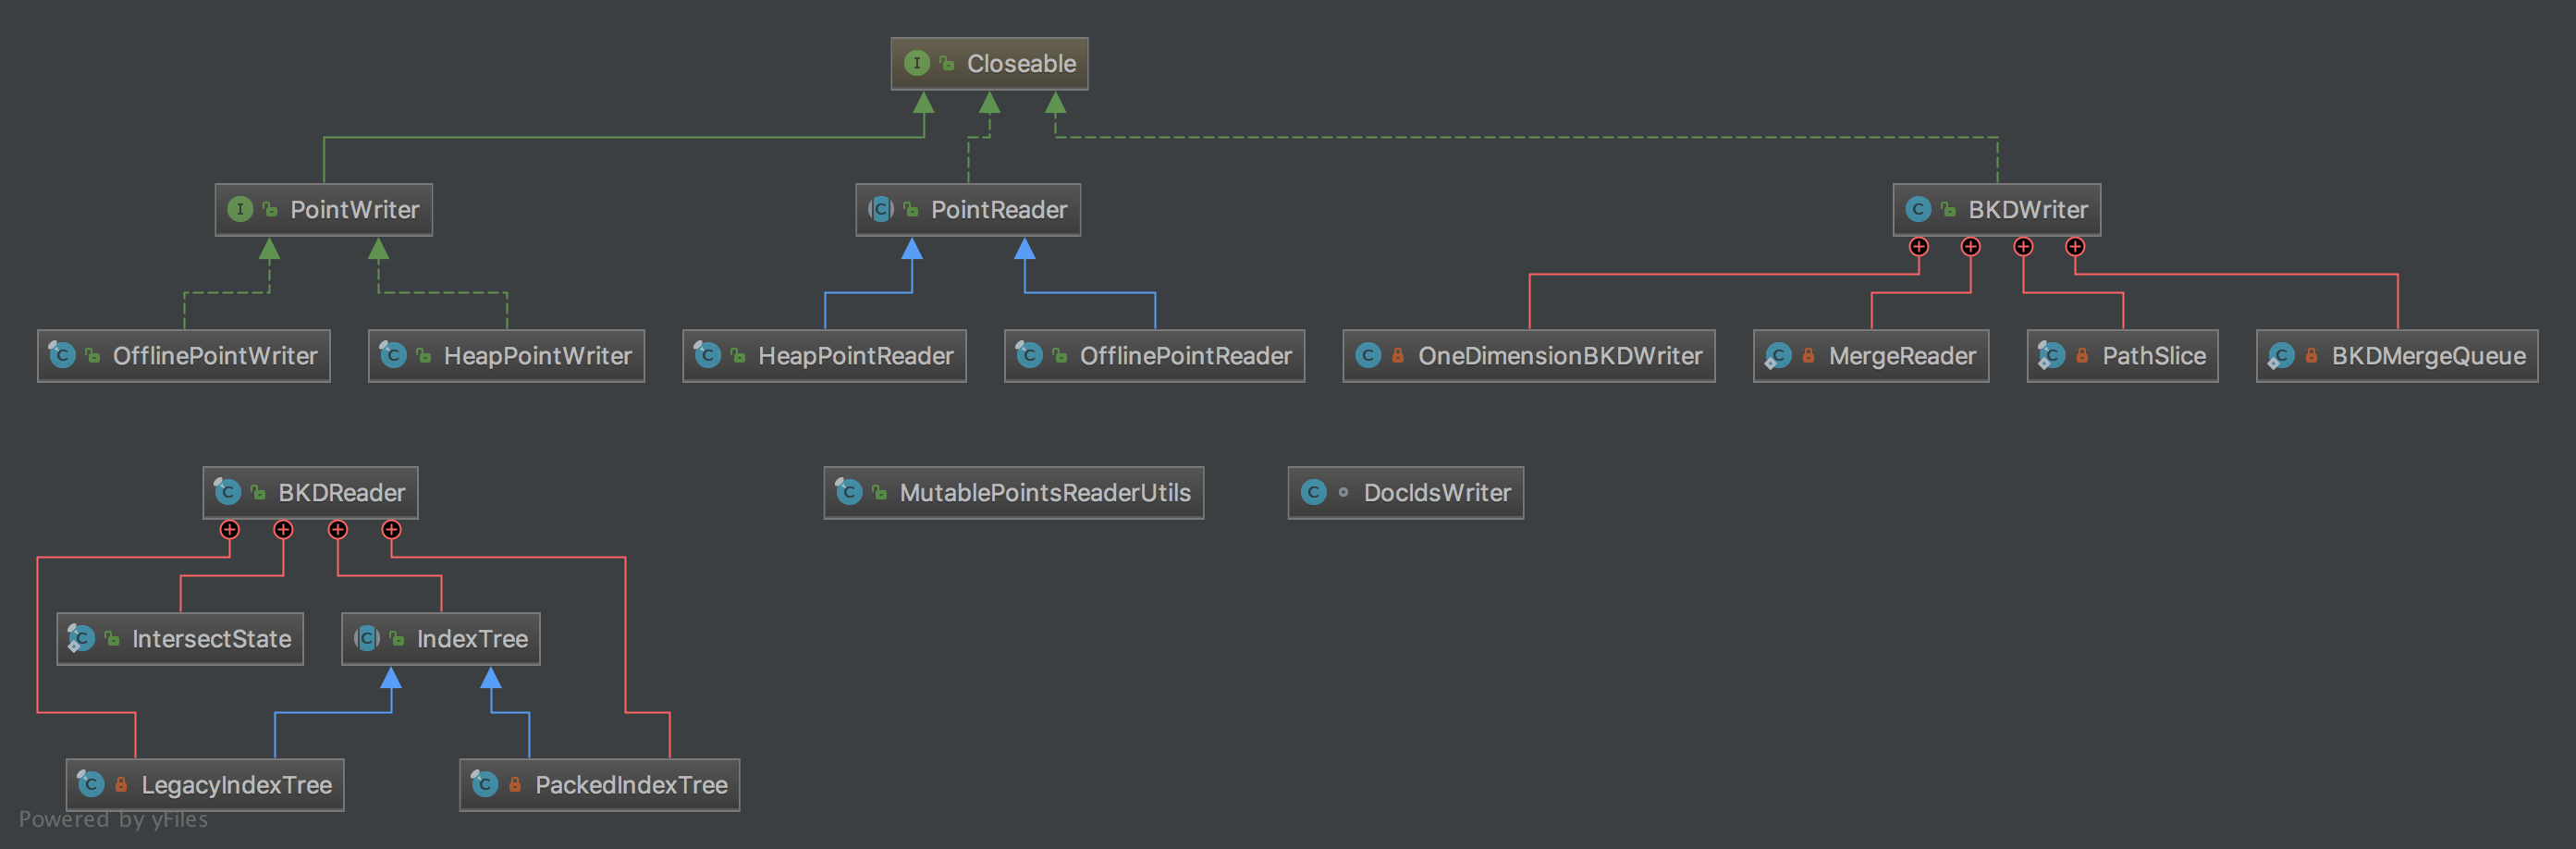 Closeable
PointWriter
PointReader
BKDWriter
OfflinePointWriter
HeapPointWriter
HeapPointReader
OfflinePointReader
OneDimensionBKDWriter
MergeReader
PathSlice
BKDMergeQueue
BKDReader
MutablePointsReaderUtils
DocIdsWriter
IntersectState
IndexTree
LegacyIndexTree
PackedIndexTree
Powered by yFiles